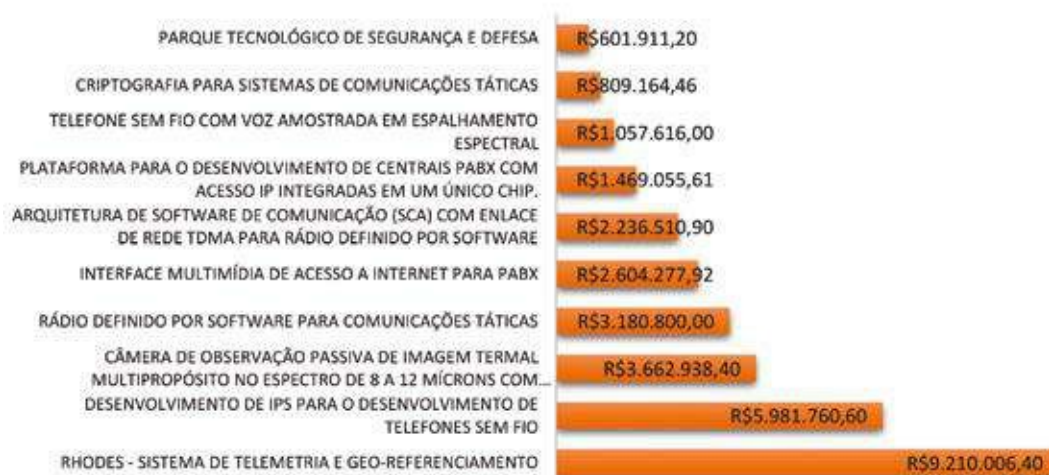 PARQUE TECNOLÓGICO DE SEGURANÇA E DEFESA R$601.911,20
CRIPTOGRAFIA PARA SISTEMAS DE COMUNICAÇÕES TÁTICAS R$809.164,46
TELEFONE SEM FIO COM VOZ AMOSTRADA EM ESPALHAMENTO
ESPECTRAL R$1.057.616,00
PLATAFORMA PARA O DESENVOLVIMENTO DE CENTRAIS PABX COM
ACESSO IP INTEGRADAS EM UM ÚNICO CHIP. R$1.469.055,61
ARQUITETURA DE SOFTWARE DE COMUNICAÇÃO (SCA) COM ENLACE
DE REDE TDMA PARA RÁDIO DEFINIDO POR SOFTWARE R$2.236.510,90
INTERFACE MULTIMÍDIA DE ACESSO A INTERNET PARA PABX R$2.604.277,92
RÁDIO DEFINIDO POR SOFTWARE PARA COMUNICAÇÕES TÁTICAS R$3.180.800,00
CÂMERA DE OBSERVAÇÃO PASSIVA DE IMAGEM TERMAL
MULTIPROPÓSITO NO ESPECTRO DE 8 A 12 MÍCRONS COM... R$3.662.938,40
DESENVOLVIMENTO DE IPS PARA O DESENVOLVIMENTO DE
TELEFONES SEM FIO R$5.981.760,60
RHODES - SISTEMA DE TELEMETRIA E GEO-REFERENCIAMENTO R$9.210.006,40